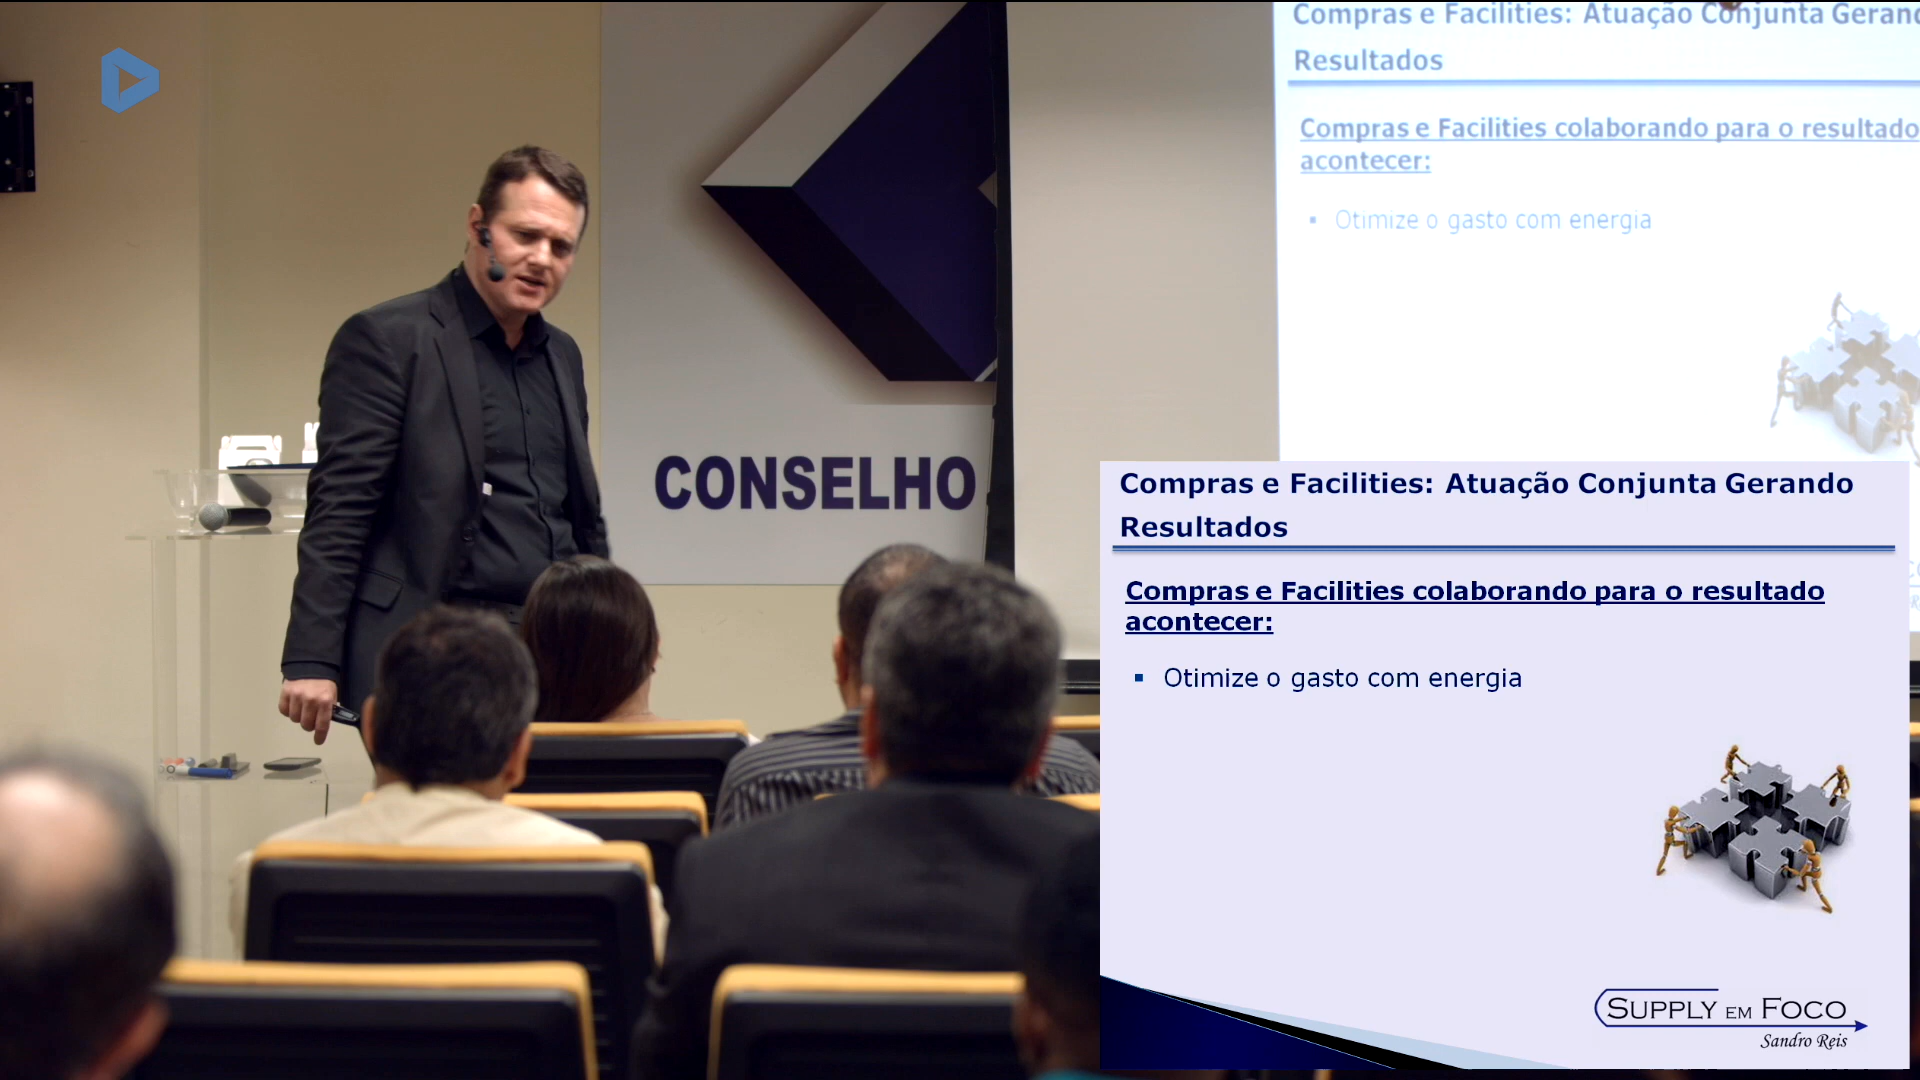 Compras e Facilities: Atuação Conjunta
Resultados
Compras e Facilities colaborando para o resultado
acontecer:
▪ Otimize o gasto com energia
CONSELHO
Compras e Facilities: Atuação Conjunta Gerando
Resultados
Compras e Facilities colaborando para o resultado
acontecer:
▪ Otimize o gasto com energia
SUPPLY EM FOCO
Sandro Reis